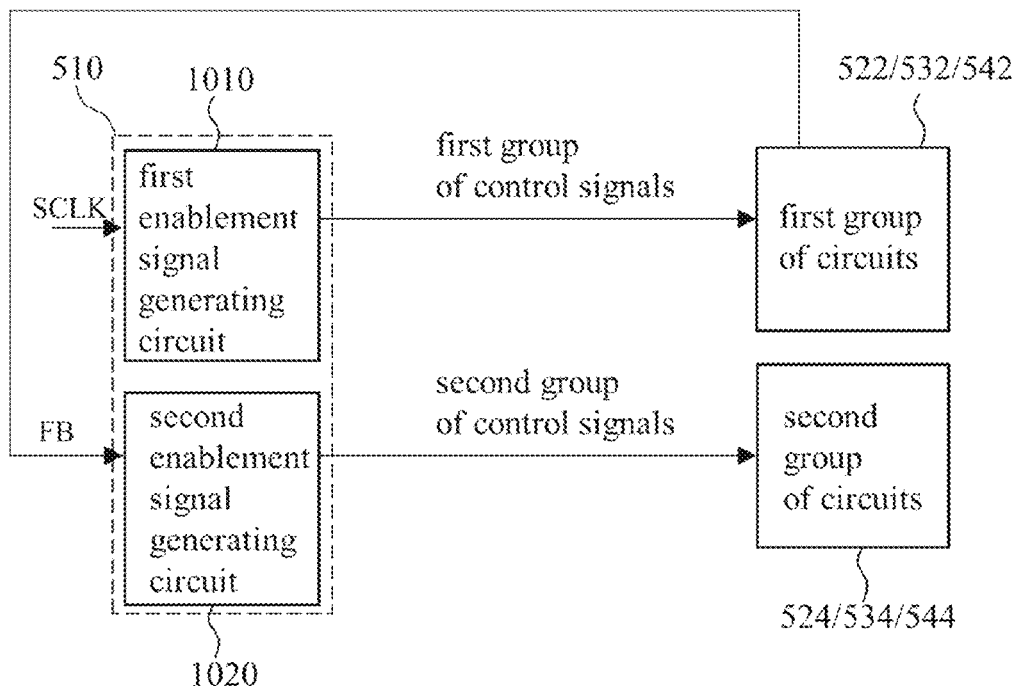 510
1010
522/532/542
first
enablement
signal
generating
circuit
SCLK
first group
of control signals
first group
of circuits
FB
second
enablement
signal
generating
circuit
second group
of control signals
second
group
of circuits
1020
524/534/544